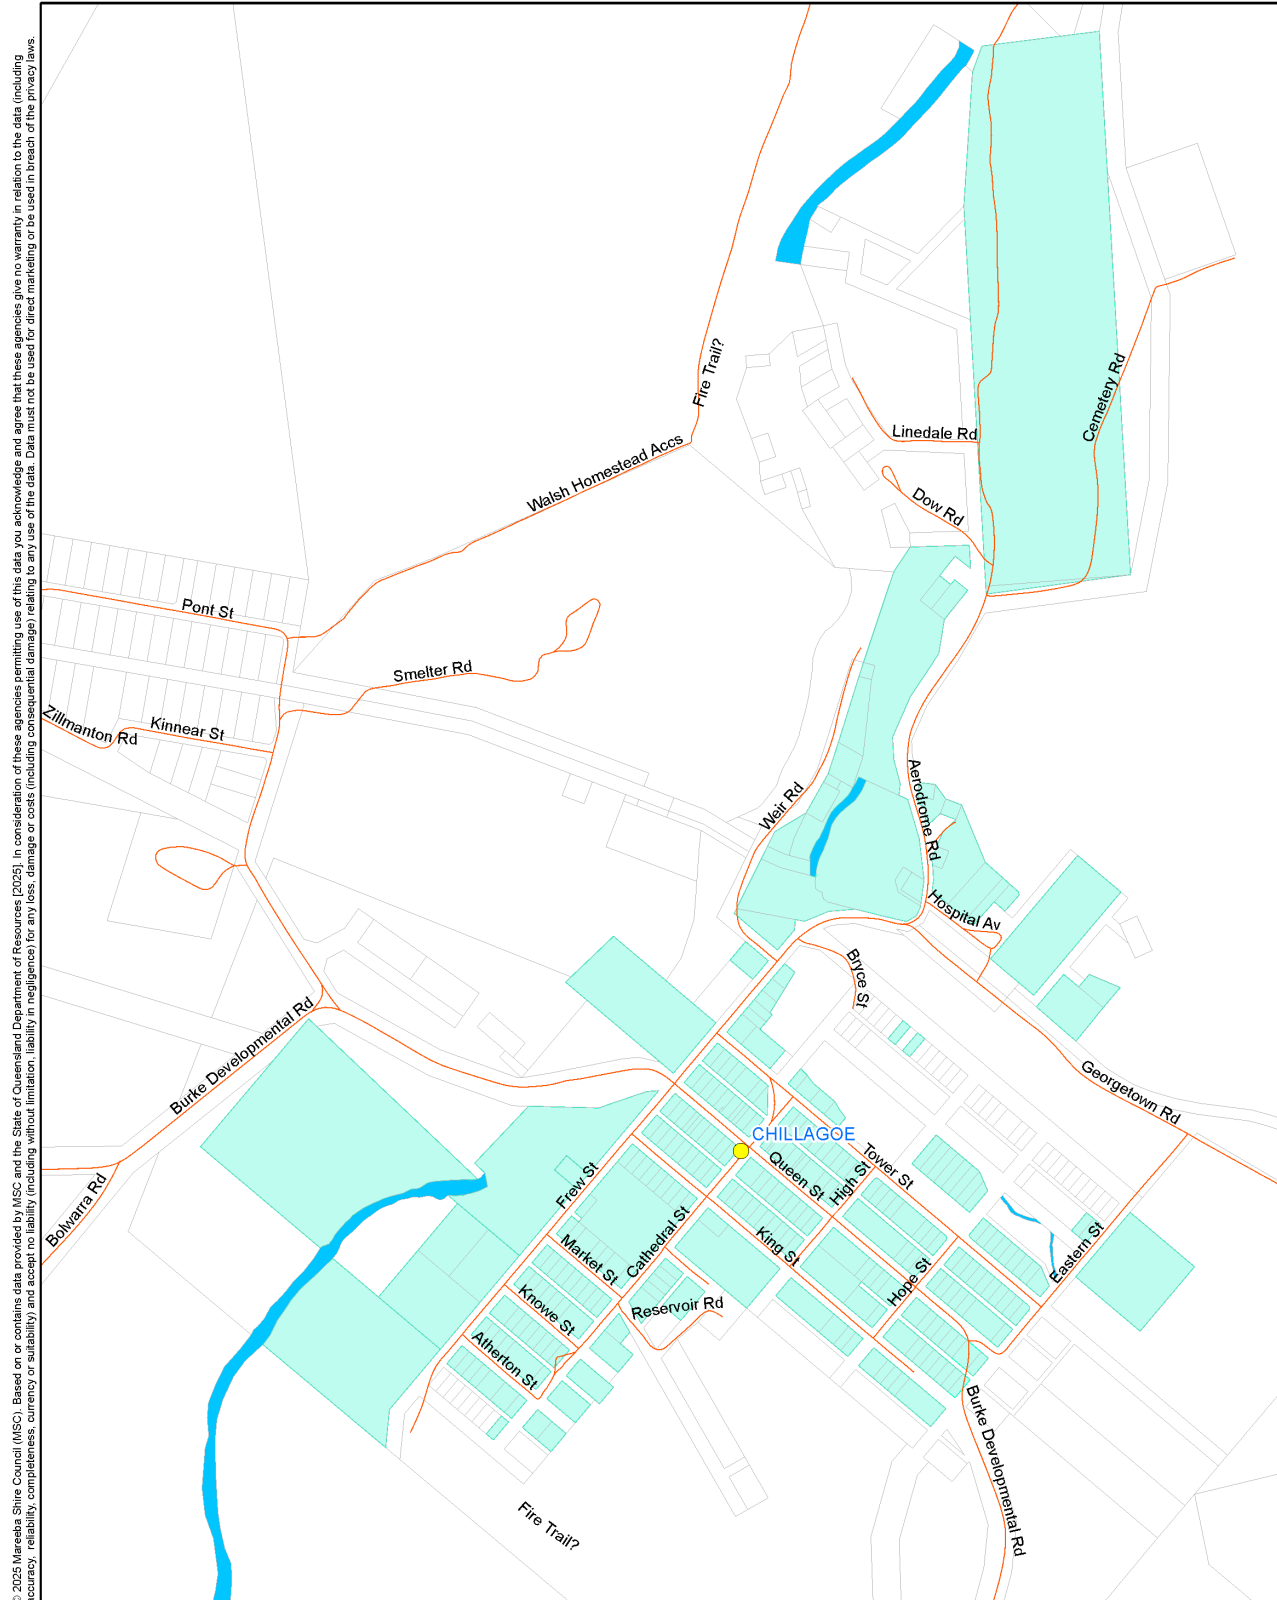 © 2025 Mareeba Shire Council (MSC). Based on or contains data provided by MSC and the State of Queensland Department of Resources [2025]. In consideration of these agencies permitting use of this data you acknowledge and agree that these agencies give no warranty in relation to the data (including
accuracy, reliability, completeness, currency or suitability) and accept no liability (including without limitation, liability in negligence) for any loss, damage or costs (including consequential damage) relating to any use of the data. Data must not be used for direct marketing or be used in breach of the privacy laws.
Fire Trail?
Cemetery Rd
Linedale Rd
Walsh Homestead Accs
Dow Rd
Pont St
Smelter Rd
Zillmanton Rd
Kinnear St
Weir Rd
Aerodrome Rd
Hospital Av
Bryce St
Burke Developmental Rd
Georgetown Rd
CHILLAGOE
Tower St
Queen St
High St
Frew St
Bolwarra Rd
Cathedral St
King St
Market St
Eastern St
Hope St
Knowe St
Reservoir Rd
Atherton St
Burke Developmental Rd
Fire Trail?